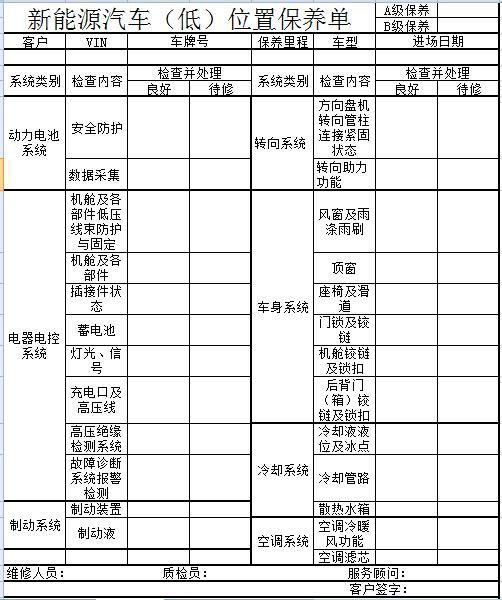 新能源汽车（低）位置保养单
A级保养
B级保养
客户 VIN 车牌号 保养里程 车型 进场日期
系统类别 检查内容 检查并处理 系统类别 检查内容 检查并处理
良好 待修 良好 待修
动力电池
系统
安全防护
数据采集
电器电控
系统
机舱及各
部件低压
线束防护
与固定
机舱及各
部件
插接件状
态
蓄电池
灯光、信
号
充电口及
高压线
高压绝缘
检测系统
故障诊断
系统报警
检测
制动系统
制动装置
制动液
转向系统
方向盘机
转向管柱
连接紧固
状态
转向助力
功能
车身系统
风窗及雨
涤雨刷
顶窗
座椅及滑
道
门锁及铰
链
机舱铰链
及锁扣
后背门
（箱）铰
链及锁扣
冷却系统
冷却液液
位及冰点
冷却管路
散热水箱
空调系统
空调冷暖
风功能
空调滤芯
维修人员： 质检员： 服务顾问：
客户签字：